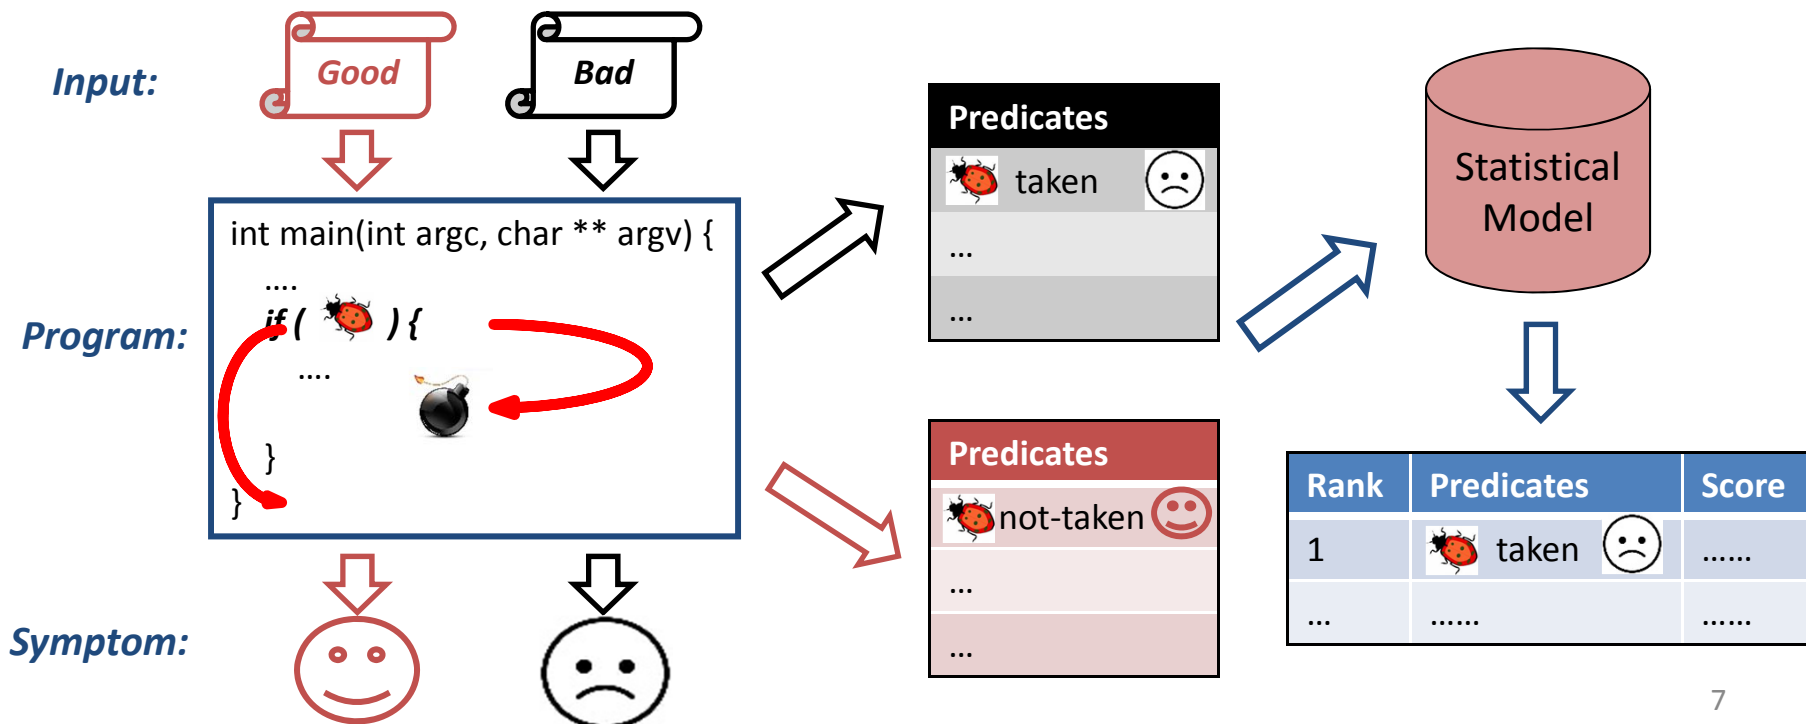 Input:
Good
Bad
Program:
int main(int argc, char ** argv) {
....
if ( ) {
....
}
}
Symptom:
Predicates
taken
...
...
Predicates
not-taken
...
...
Statistical
Model
Rank Predicates Score
1 taken ......
... ...... ......
7